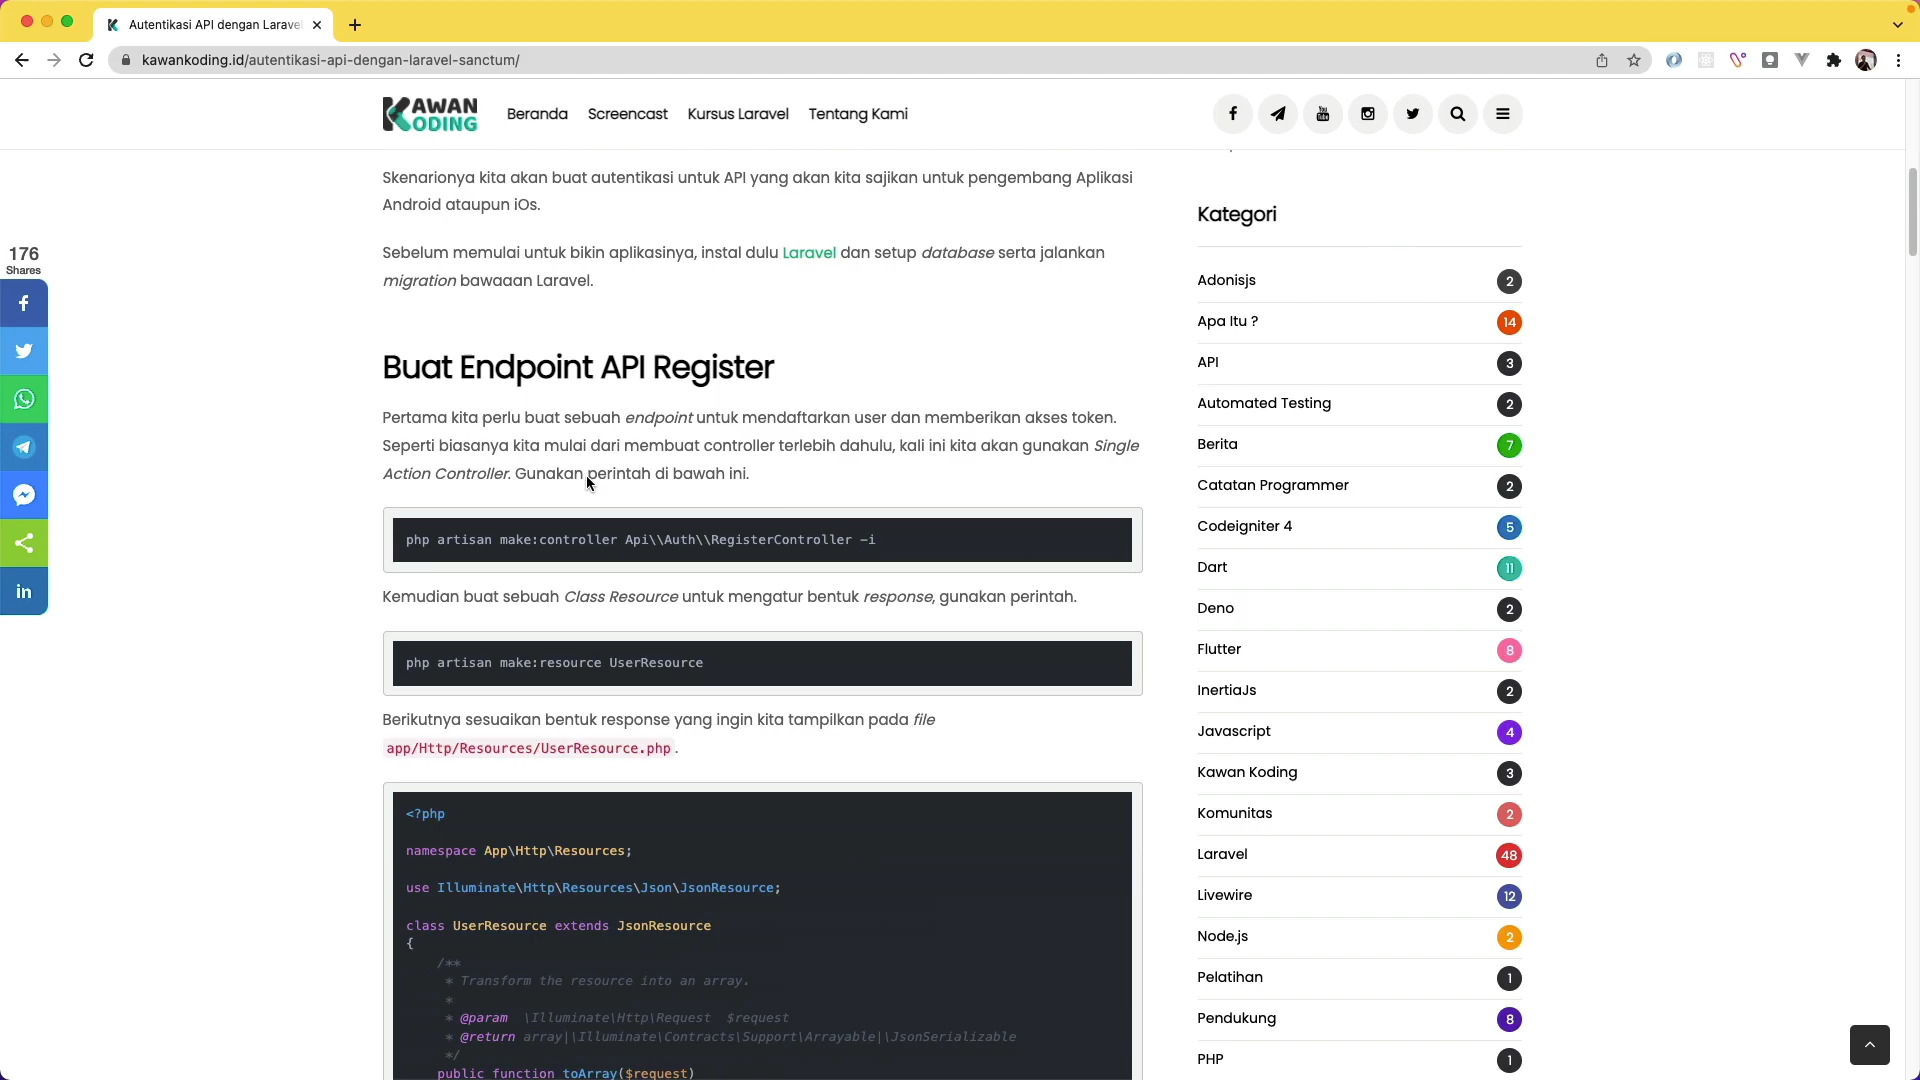 Autentikasi API dengan Larave
kawankoding.id/autentikasi-api-dengan-laravel-sanctum/
KAWAN
KODING
Beranda
Screencast
Kursus Laravel
Tentang Kami
You
Tube
Skenarionya kita akan buat autentikasi untuk API yang akan kita sajikan untuk pengembang Aplikasi
Android ataupun iOs.
Sebelum memulai untuk bikin aplikasinya, instal dulu Laravel dan setup database serta jalankan
migration bawaaan Laravel.
176
Shares
Buat Endpoint API Register
Pertama kita perlu buat sebuah endpoint untuk mendaftarkan user dan memberikan akses token.
Seperti biasanya kita mulai dari membuat controller terlebih dahulu, kali ini kita akan gunakan Single
Action Controller. Gunakan perintah di bawah ini.
php artisan make:controller Api\\Auth\\RegisterController -i
Kemudian buat sebuah Class Resource untuk mengatur bentuk response, gunakan perintah.
php artisan make:resource UserResource
Berikutnya sesuaikan bentuk response yang ingin kita tampilkan pada file
app/Http/Resources/UserResource.php.
<?php
namespace App\Http\Resources;
use Illuminate\Http\Resources\Json\JsonResource;
class UserResource extends JsonResource
{
/**
* Transform the resource into an array.
*
* @param \Illuminate\Http\Request $request
* @return array|\Illuminate\Contracts\Support\Arrayable|\JsonSerializable
*/
public function toArray($request)
Kategori
Adonisjs 2
Apa Itu ? 14
API 3
Automated Testing 2
Berita 7
Catatan Programmer 2
Codeigniter 4 5
Dart 11
Deno 2
Flutter 8
InertiaJs 2
Javascript 4
Kawan Koding 3
Komunitas 2
Laravel 48
Livewire 12
Node.js 2
Pelatihan 1
Pendukung 8
PHP 1